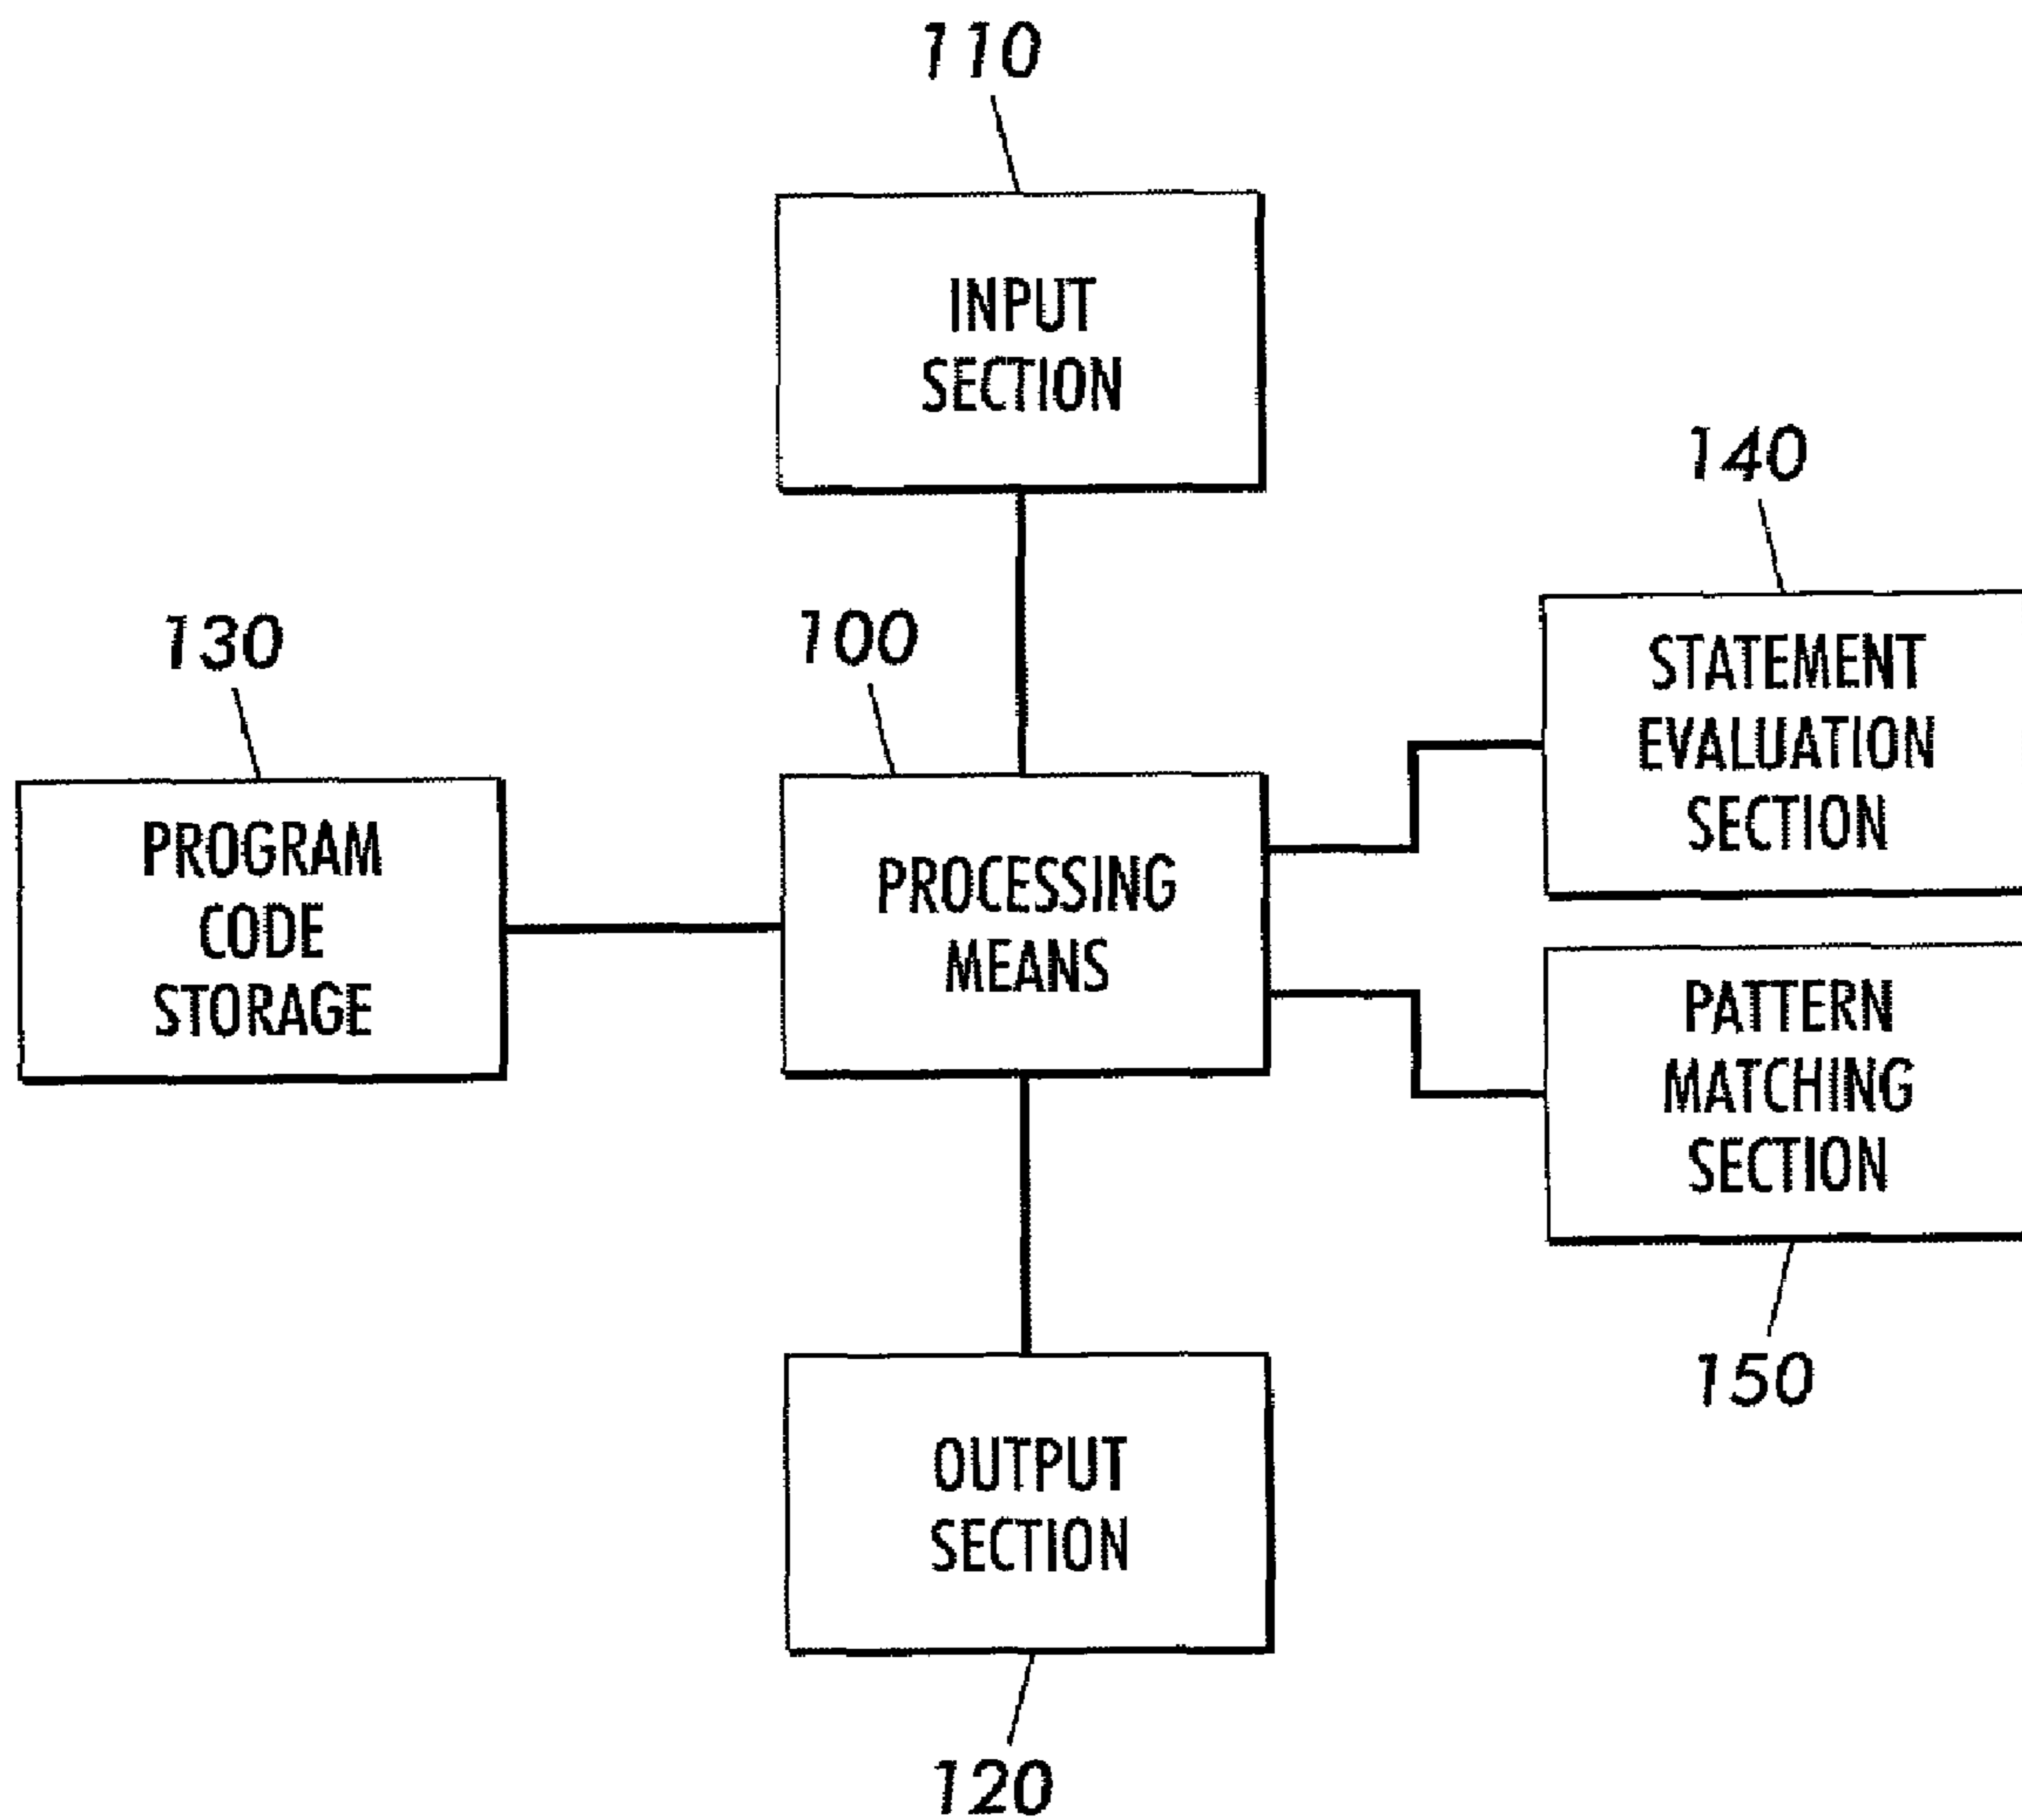 110
INPUT
SECTION
140
130
100
STATEMENT
EVALUATION
SECTION
PROGRAM
CODE
STORAGE
PROCESSING
MEANS
PATTERN
MATCHING
SECTION
150
OUTPUT
SECTION
120